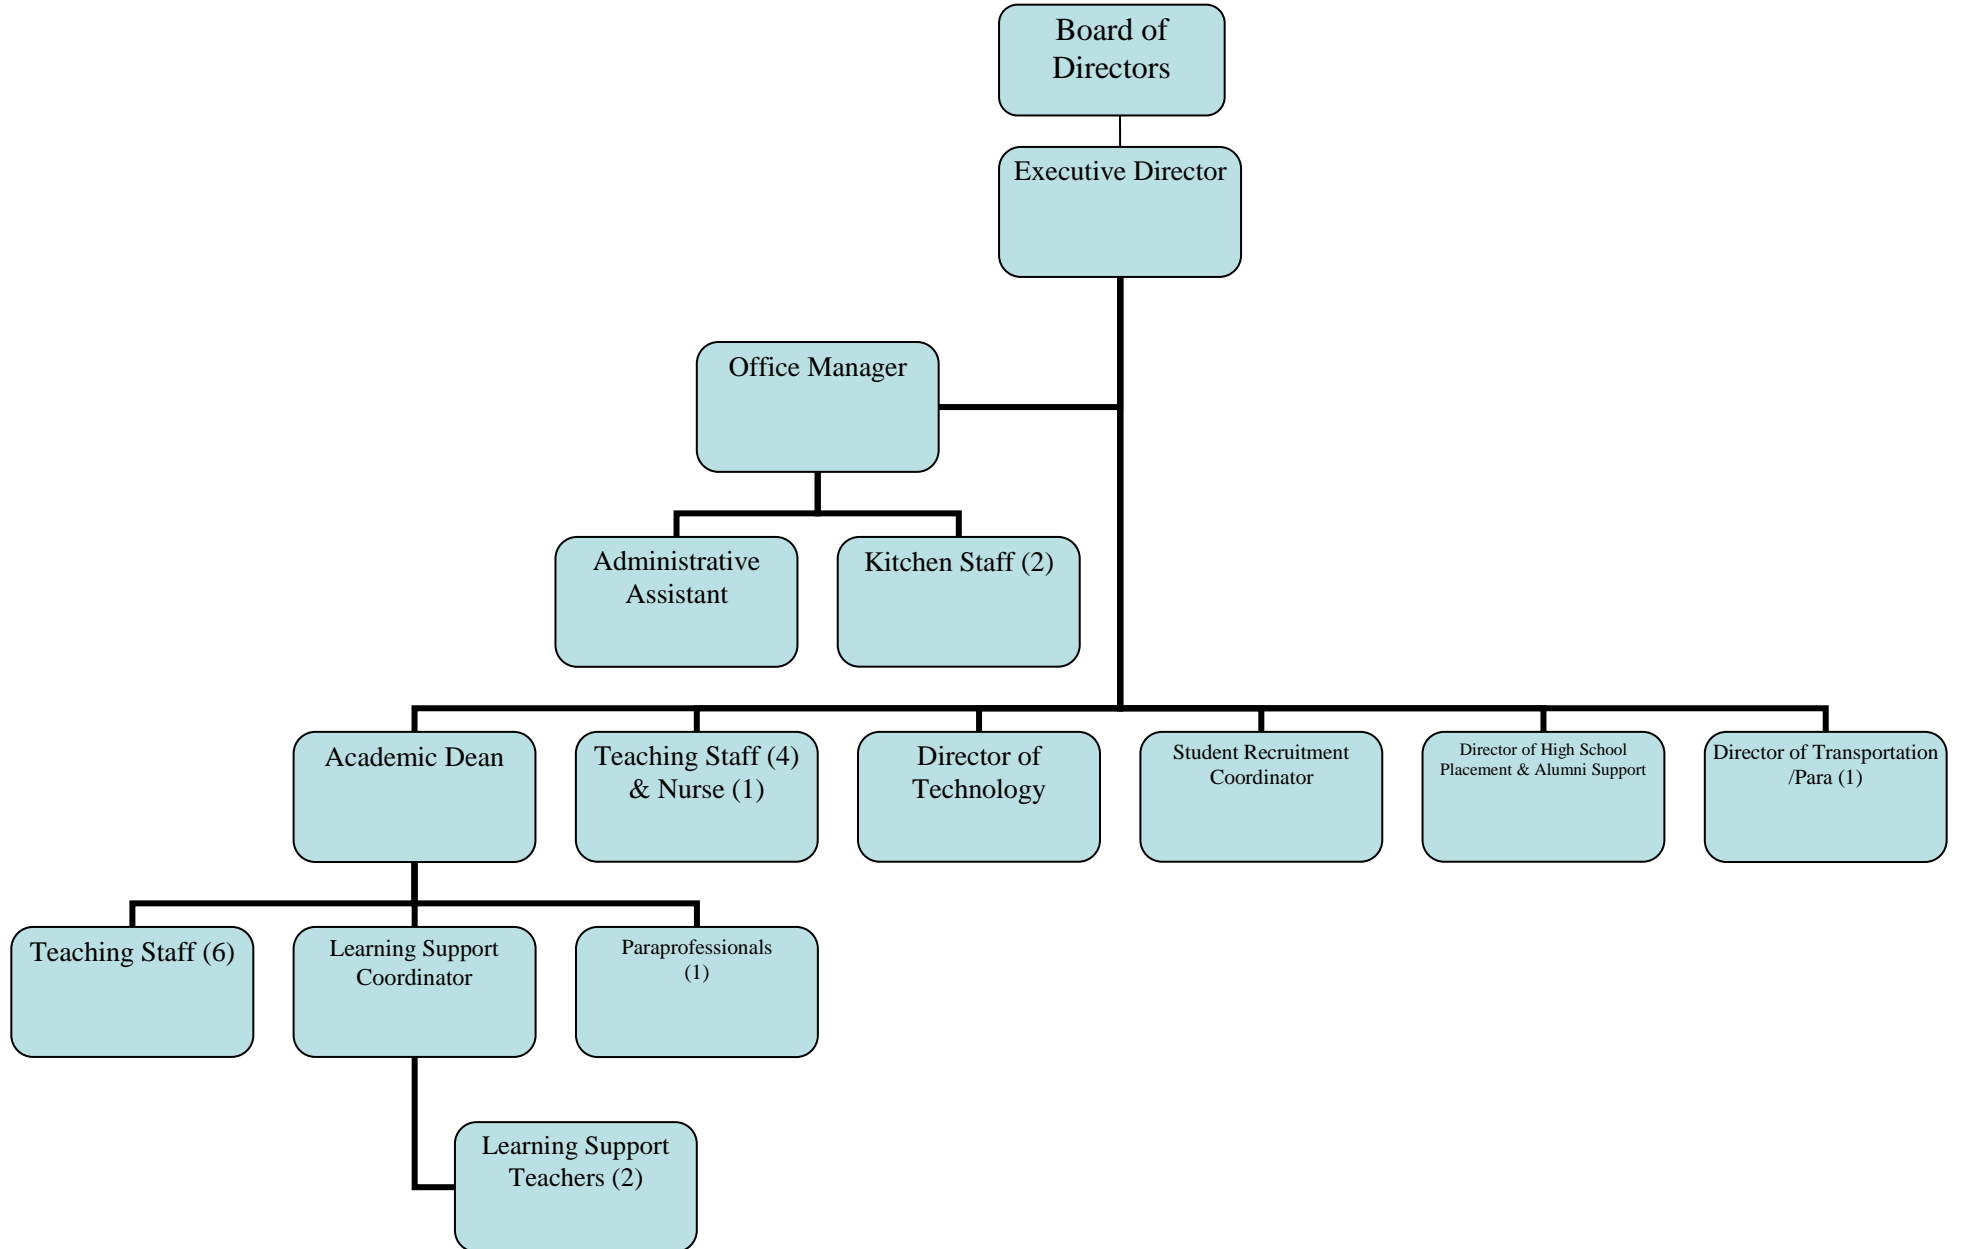 Board of
Directors
Executive Director
Office Manager
Administrative
Assistant
Kitchen Staff (2)
Academic Dean
Teaching Staff (4)
& Nurse (1)
Director of
Technology
Student Recruitment
Coordinator
Director of High School
Placement & Alumni Support
Director of Transportation
/Para (1)
Teaching Staff (6)
Learning Support
Coordinator
Paraprofessionals
(1)
Learning Support
Teachers (2)